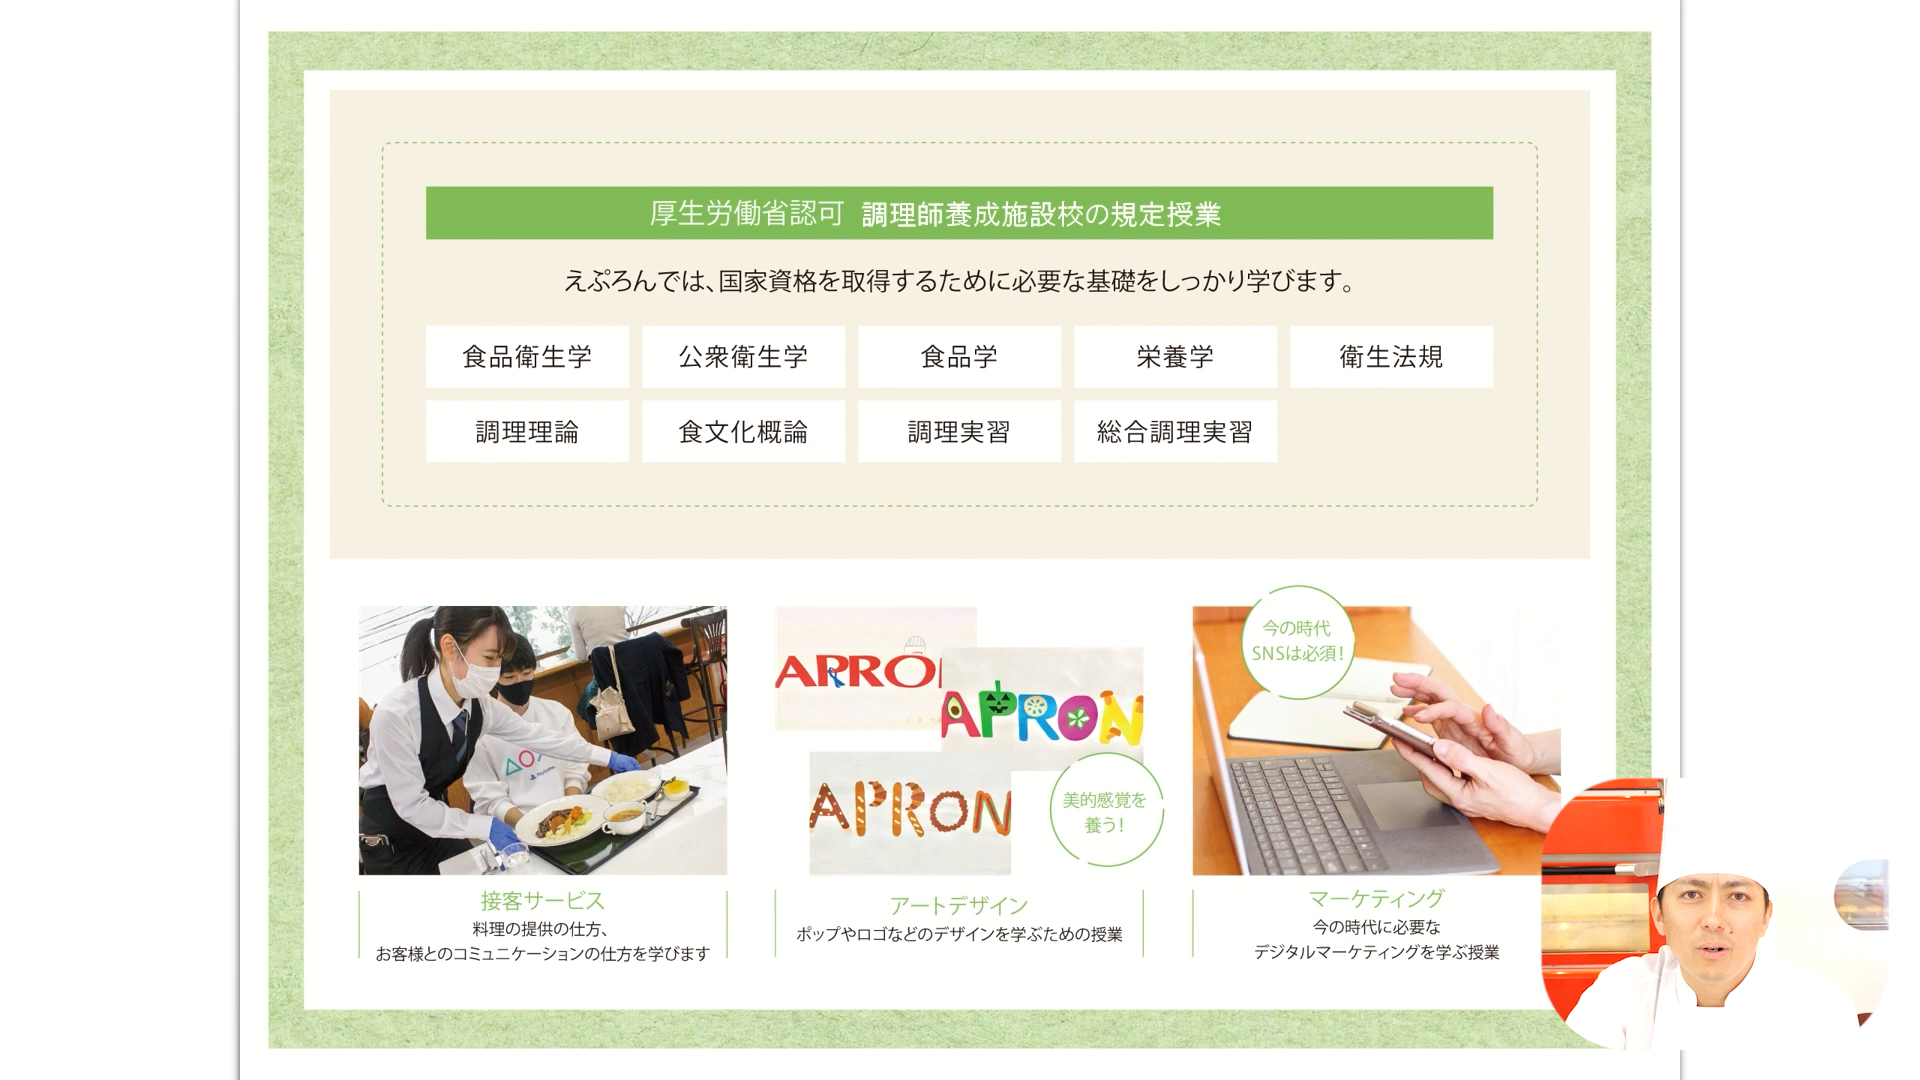 厚生労働省認可 調理師養成施設校の規定授業
えぷろんでは、国家資格を取得するために必要な基礎をしっかり学びます。
食品衛生学
公衆衛生学
食品学
栄養学
衛生法規
調理理論
食文化概論
調理実習
総合調理実習
接客サービス
料理の提供の仕方、
お客様とのコミュニケーションの仕方を学びます
APRO
APRON
APRON
美的感覚を
養う!
アートデザイン
ポップやロゴなどのデザインを学ぶための授業
今の時代
SNSは必須!
マーケティング
今の時代に必要な
デジタルマーケティングを学ぶ授業